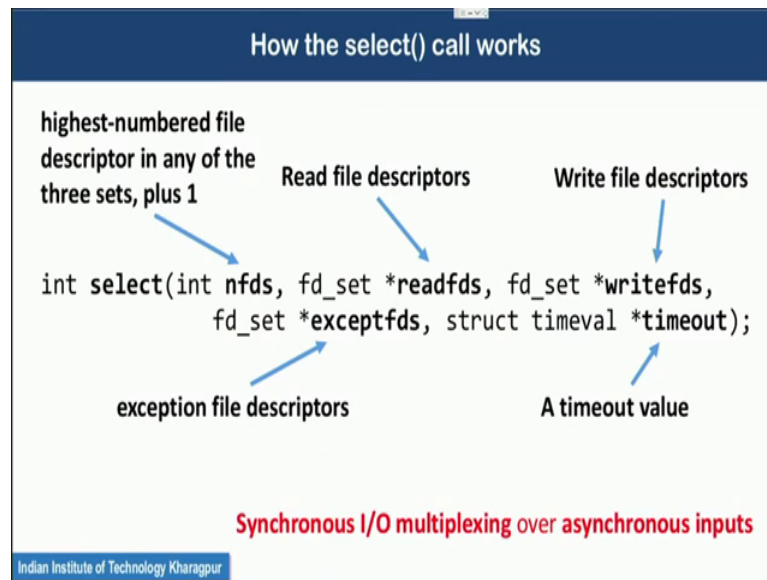 How the select() call works
highest-numbered file
descriptor in any of the
three sets, plus 1
Read file descriptors
Write file descriptors
int select(int nfds, fd_set *readfds, fd_set *writefds,
fd_set *exceptfds, struct timeval *timeout);
exception file descriptors
A timeout value
Synchronous I/O multiplexing over asynchronous inputs
Indian Institute of Technology Kharagpur